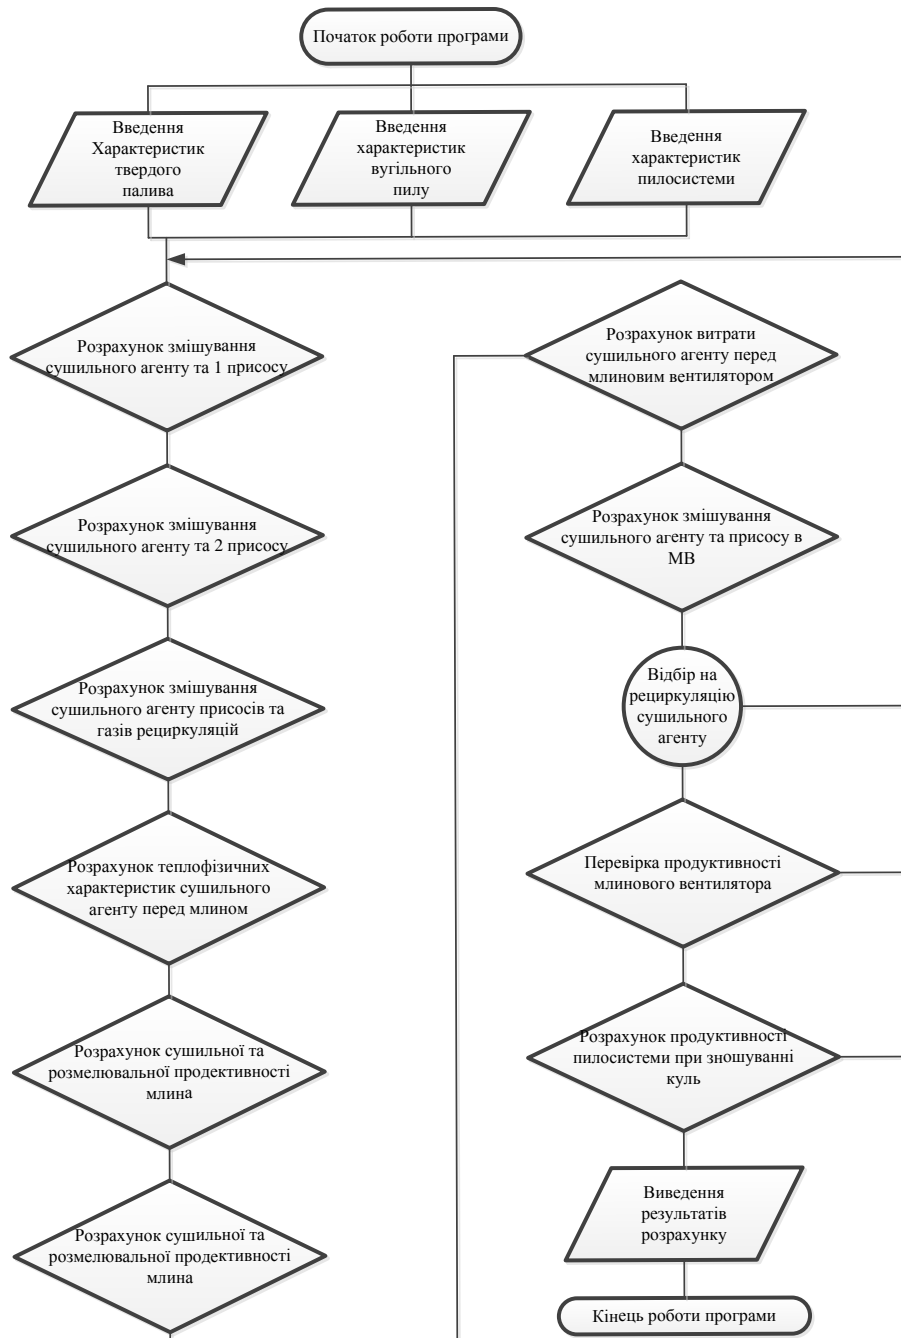 Початок роботи програми
Введення
Характеристик
твердого
палива
Введення
характеристик
вугільного
пилу
Введення
характеристик
пилосистеми
Розрахунок змішування
сушильного агенту та 1 присосу
Розрахунок змішування
сушильного агенту та 2 присосу
Розрахунок змішування
сушильного агенту присосів та
газів рециркуляцій
Розрахунок теплофізичних
характеристик сушильного
агенту перед млином
Розрахунок сушильної та
розмелювальної продективності
млина
Розрахунок сушильної та
розмелювальної продективності
млина
Розрахунок витрати
сушильного агенту перед
млиновим вентилятором
Розрахунок змішування
сушильного агенту та присосу в
МВ
Відбір на
рециркуляцію
сушильного
агенту
Перевірка продуктивності
млинового вентилятора
Розрахунок продуктивності
пилосистеми при зношуванні
куль
Виведення
результатів
розрахунку
Кінець роботи програми